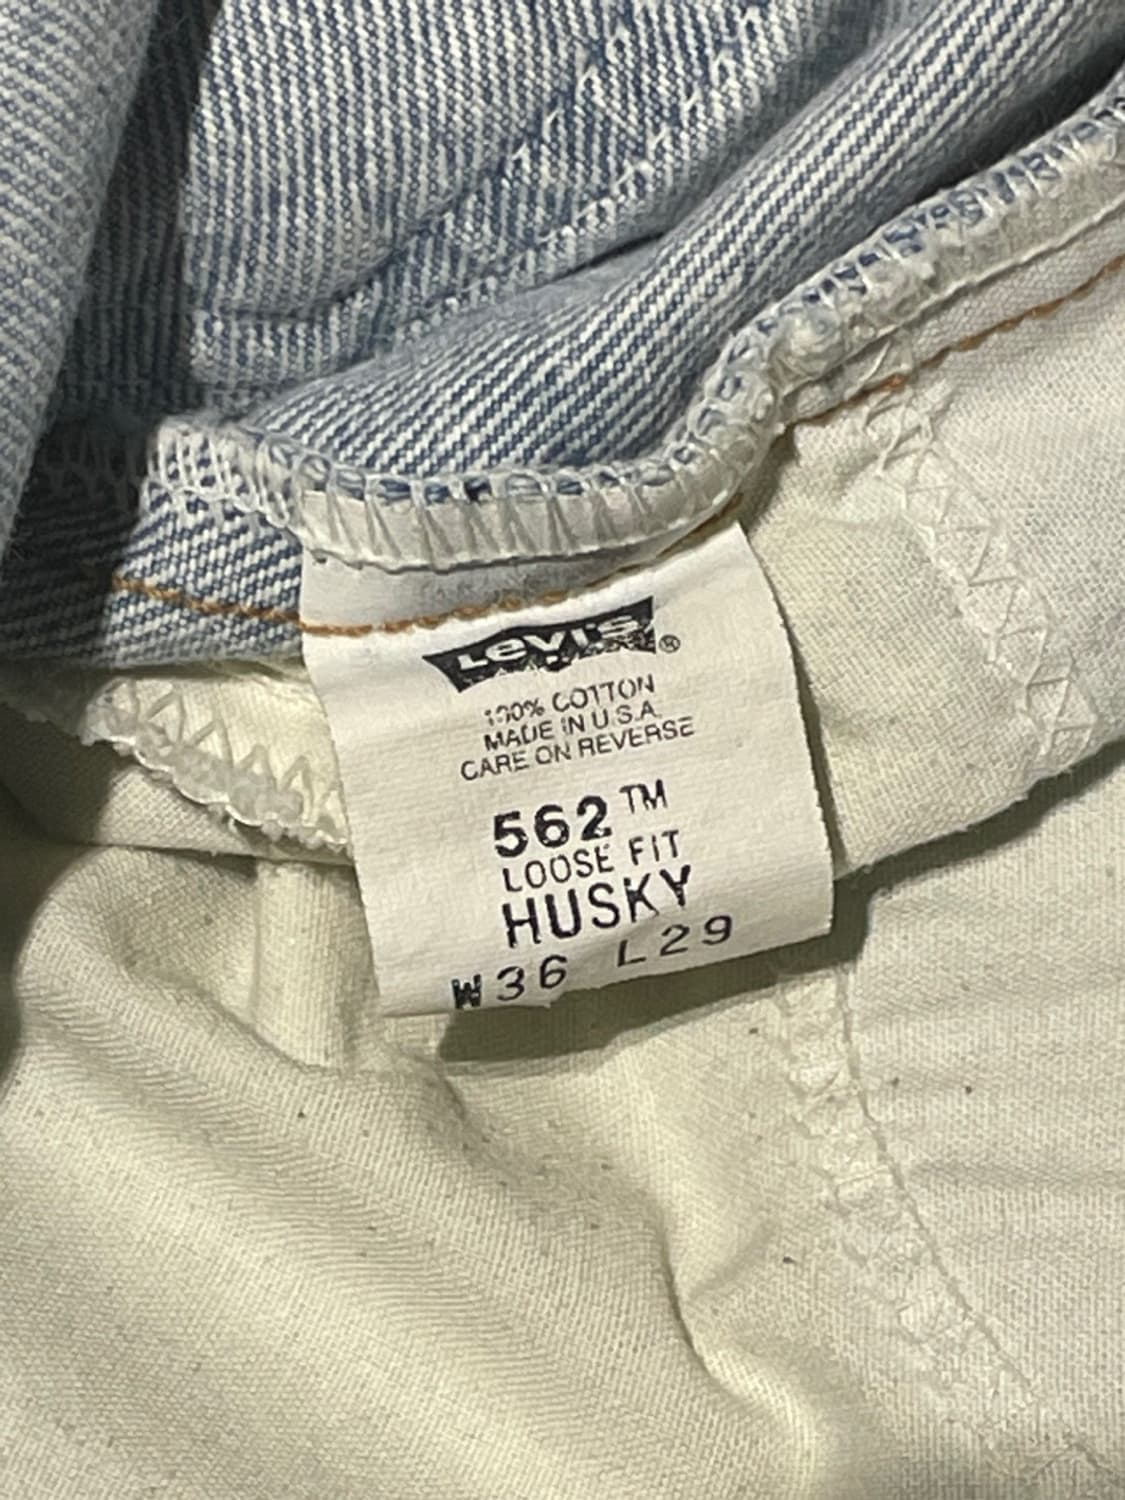 Levi's®
100% COTTON
MADE IN U.S.A.
CARE ON REVERSE
562™
LOOSE FIT
HUSKY
W36 L29